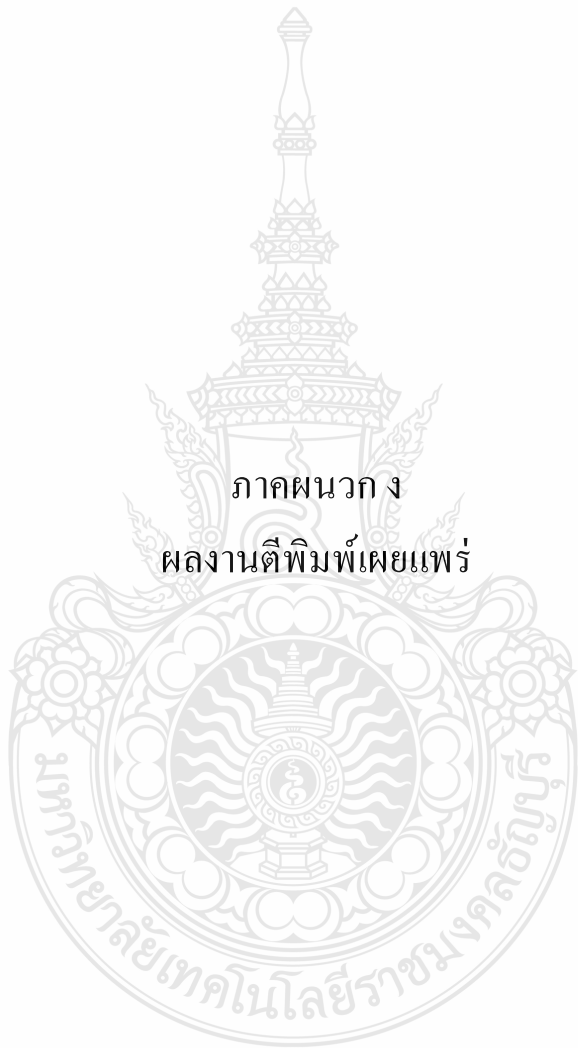 ภาคผนวก ง
ผลงานตีพิมพ์เผยแพร่
มหาวิทยาลัยเทคโนโลยีราชมงคลธัญบุรี